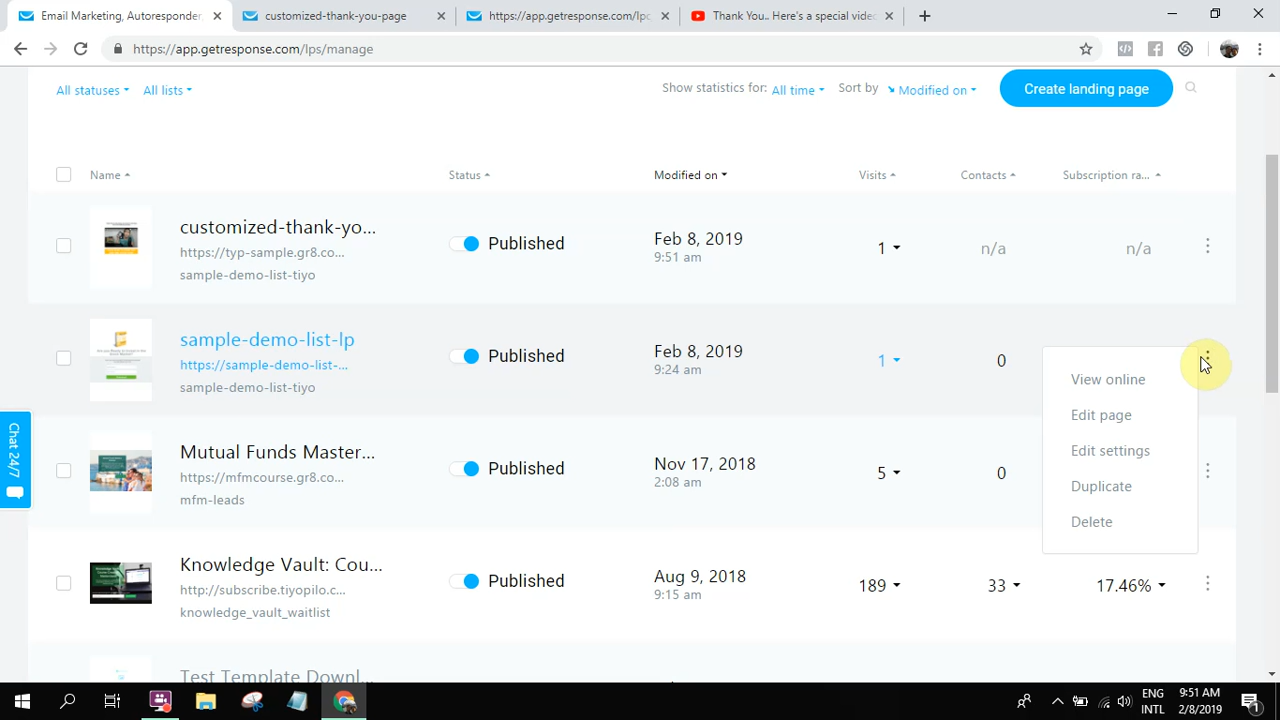 Email Marketing, Autoresponder,
customized-thank-you-page
https://app.getresponse.com/lpc
Thank You.. Here's a special video
https://app.getresponse.com/lps/manage
All statuses
All lists
Show statistics for: All time
Sort by
Modified on
Create landing page
Name
Status
Modified on
Visits
Contacts
Subscription ra...
customized-thank-yo...
https://typ-sample.gr8.co...
sample-demo-list-tiyo
Published
Feb 8, 2019
9:51 am
1
n/a
n/a
sample-demo-list-lp
https://sample-demo-list-...
sample-demo-list-tiyo
Published
Feb 8, 2019
9:24 am
1
0
View online
Edit page
Edit settings
Duplicate
Delete
Mutual Funds Master...
https://mfmcourse.gr8.co...
mfm-leads
Published
Nov 17, 2018
2:08 am
5
0
Knowledge Vault: Cou...
http://subscribe.tiyopilo.c...
knowledge_vault_waitlist
Published
Aug 9, 2018
9:15 am
189
33
17.46%
Test Template Downl...
Chat 24/7
ENG
INTL
9:51 AM
2/8/2019
1